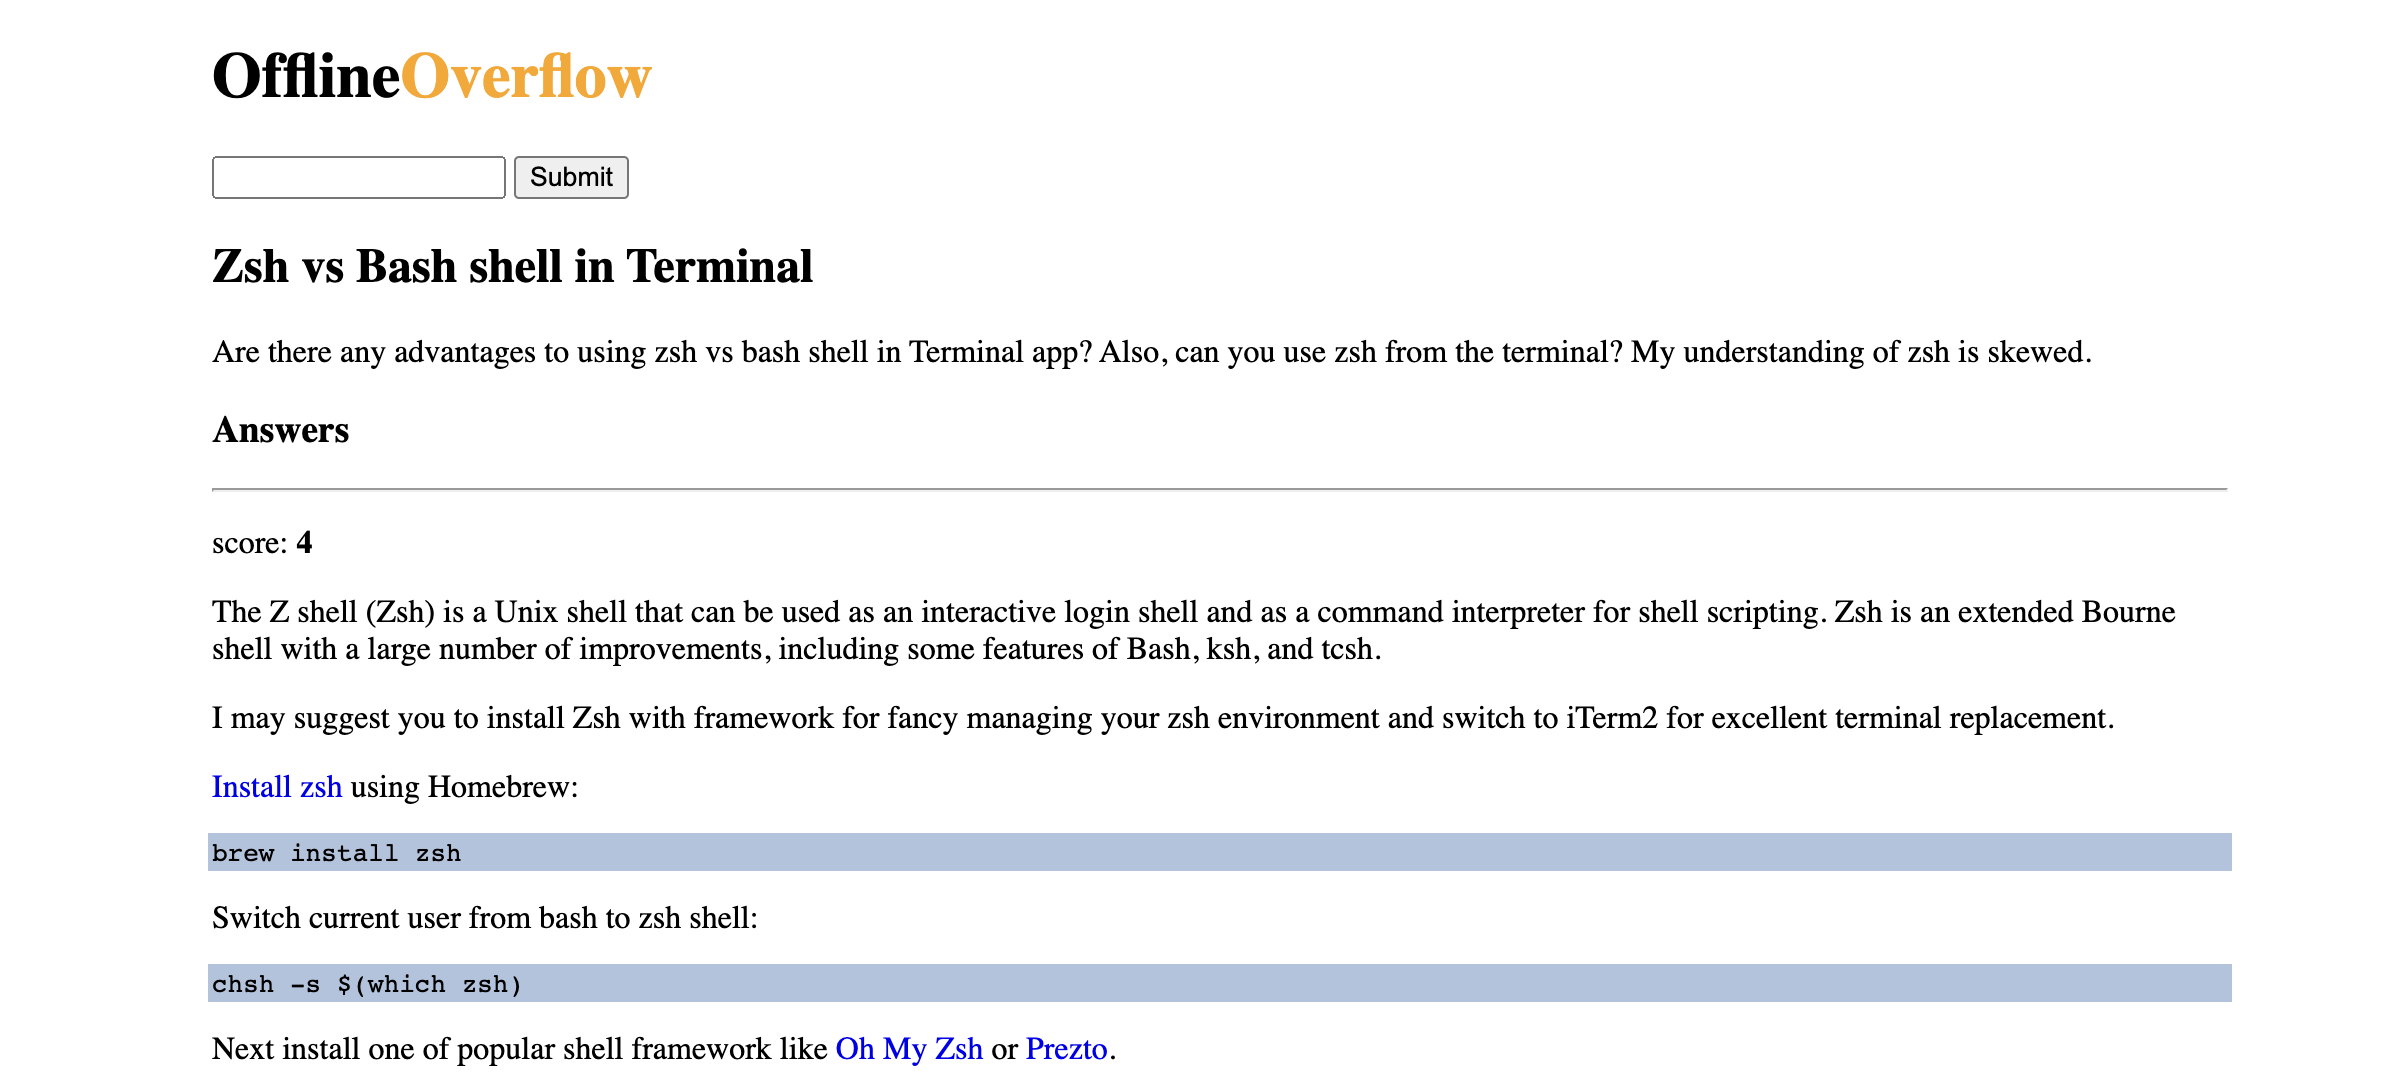 OfflineOverflow
Submit
Zsh vs Bash shell in Terminal
Are there any advantages to using zsh vs bash shell in Terminal app? Also, can you use zsh from the terminal? My understanding of zsh is skewed.
Answers
score: 4
The Z shell (Zsh) is a Unix shell that can be used as an interactive login shell and as a command interpreter for shell scripting. Zsh is an extended Bourne
shell with a large number of improvements, including some features of Bash, ksh, and tcsh.
I may suggest you to install Zsh with framework for fancy managing your zsh environment and switch to iTerm2 for excellent terminal replacement.
Install zsh using Homebrew:
brew install zsh
Switch current user from bash to zsh shell:
chsh -s $(which zsh)
Next install one of popular shell framework like Oh My Zsh or Prezto.